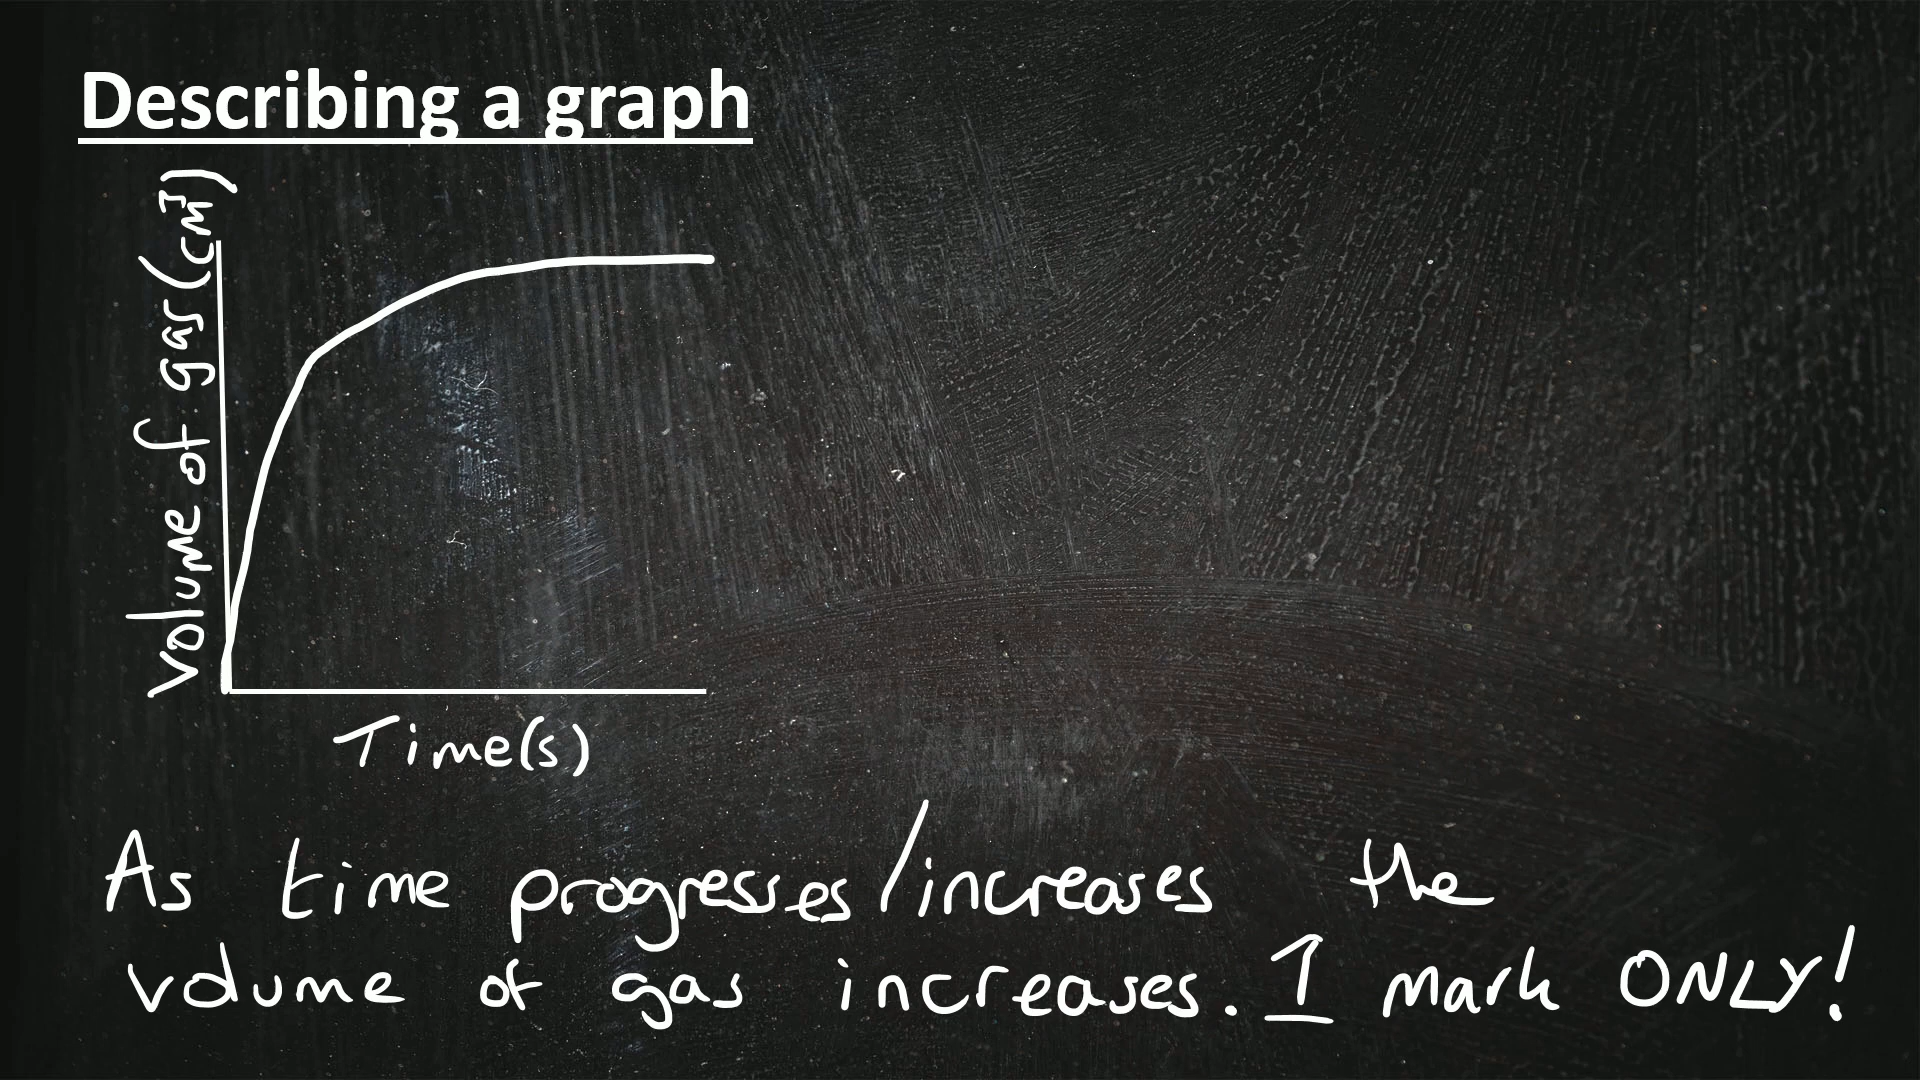 Describing a graph
Volume of gas (cm³)
Time(s)
As time progresses/increases the
volume of gas increases. 1 mark ONLY!